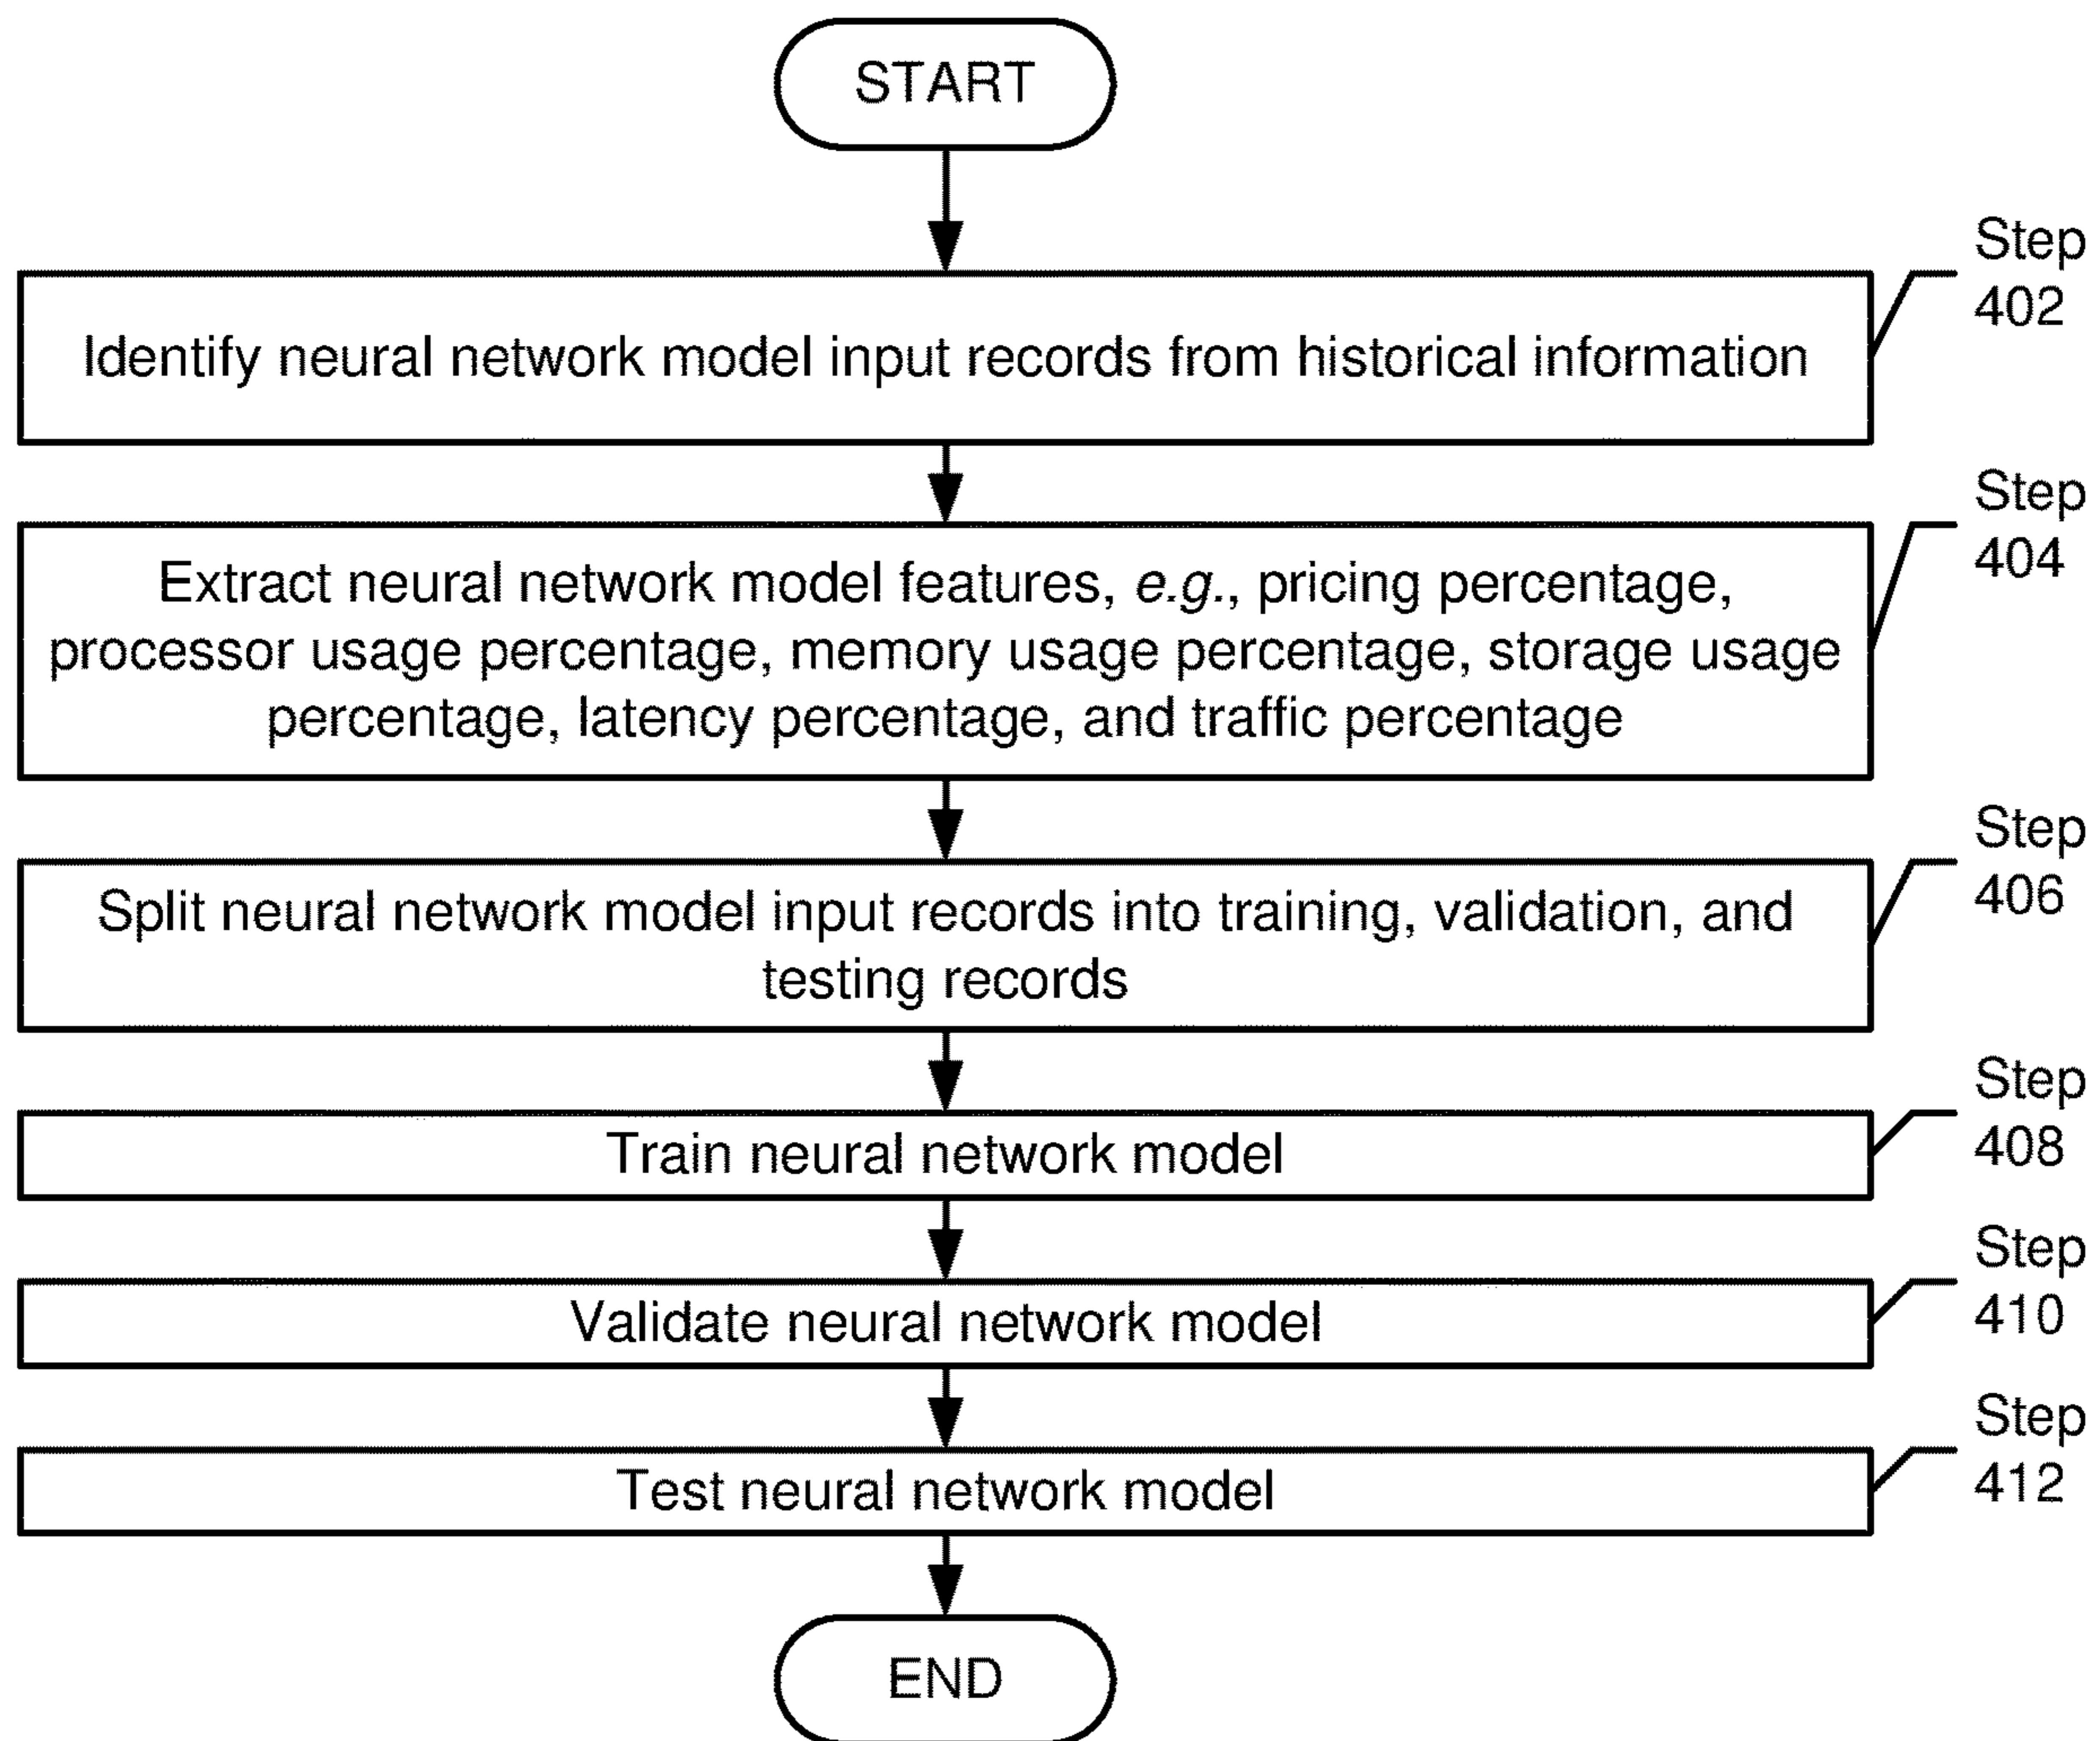 START
Step
402
Identify neural network model input records from historical information
Step
404
Extract neural network model features, e.g., pricing percentage,
processor usage percentage, memory usage percentage, storage usage
percentage, latency percentage, and traffic percentage
Step
406
Split neural network model input records into training, validation, and
testing records
Step
408
Train neural network model
Step
410
Validate neural network model
Step
412
Test neural network model
END